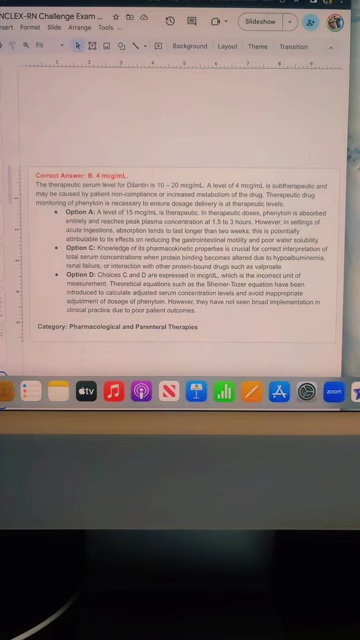 NCLEX-RN Challenge Exam ...
Format Slide Arrange Tools ...
Slideshow
Fit
Background Layout Theme Transition
1 2 3 4 5 6 7 8 9
Correct Answer: B. 4 mcg/mL.
The therapeutic serum level for Dilantin is 10 – 20 mcg/mL. A level of 4 mcg/mL is subtherapeutic and
may be caused by patient non-compliance or increased metabolism of the drug. Therapeutic drug
monitoring of phenytoin is necessary to ensure dosage delivery is at therapeutic levels.
● Option A: A level of 15 mcg/mL is therapeutic. In therapeutic doses, phenytoin is absorbed
entirely and reaches peak plasma concentration at 1.5 to 3 hours. However, in settings of
acute ingestions, absorption tends to last longer than two weeks; this is potentially
attributable to its effects on reducing the gastrointestinal motility and poor water solubility.
● Option C: Knowledge of its pharmacokinetic properties is crucial for correct interpretation of
total serum concentrations when protein binding becomes altered due to hypoalbuminemia,
renal failure, or interaction with other protein-bound drugs such as valproate.
● Option D: Choices C and D are expressed in mcg/dL, which is the incorrect unit of
measurement. Theoretical equations such as the Sheiner-Tozer equation have been
introduced to calculate adjusted serum concentration levels and avoid inappropriate
adjustment of dosage of phenytoin. However, they have not seen broad implementation in
clinical practice due to poor patient outcomes.
Category: Pharmacological and Parenteral Therapies
tv
zoom